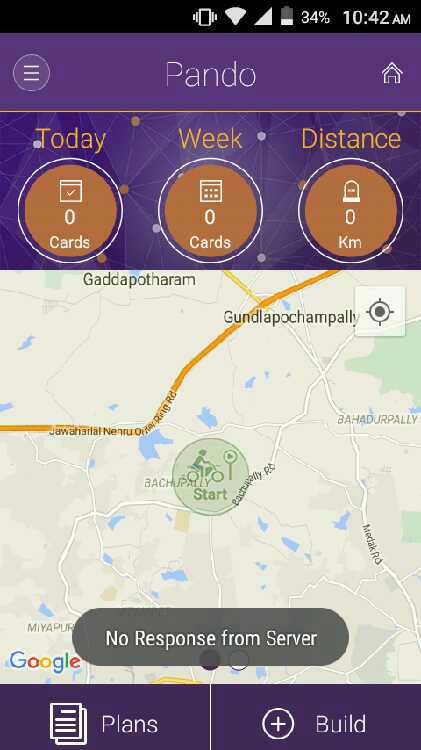 34% 10:42 AM
Pando
Today Week Distance
0 0 0
Cards Cards Km
Gaddapotharam
Gundlapochampally
BAHADURPALLY
Jawaharlal Nehru Outer Ring Rd
BACHUPALLY
Start
Bachupally Rd
Medak Rd
MIYAPUR
No Response from Server
Google
Plans Build